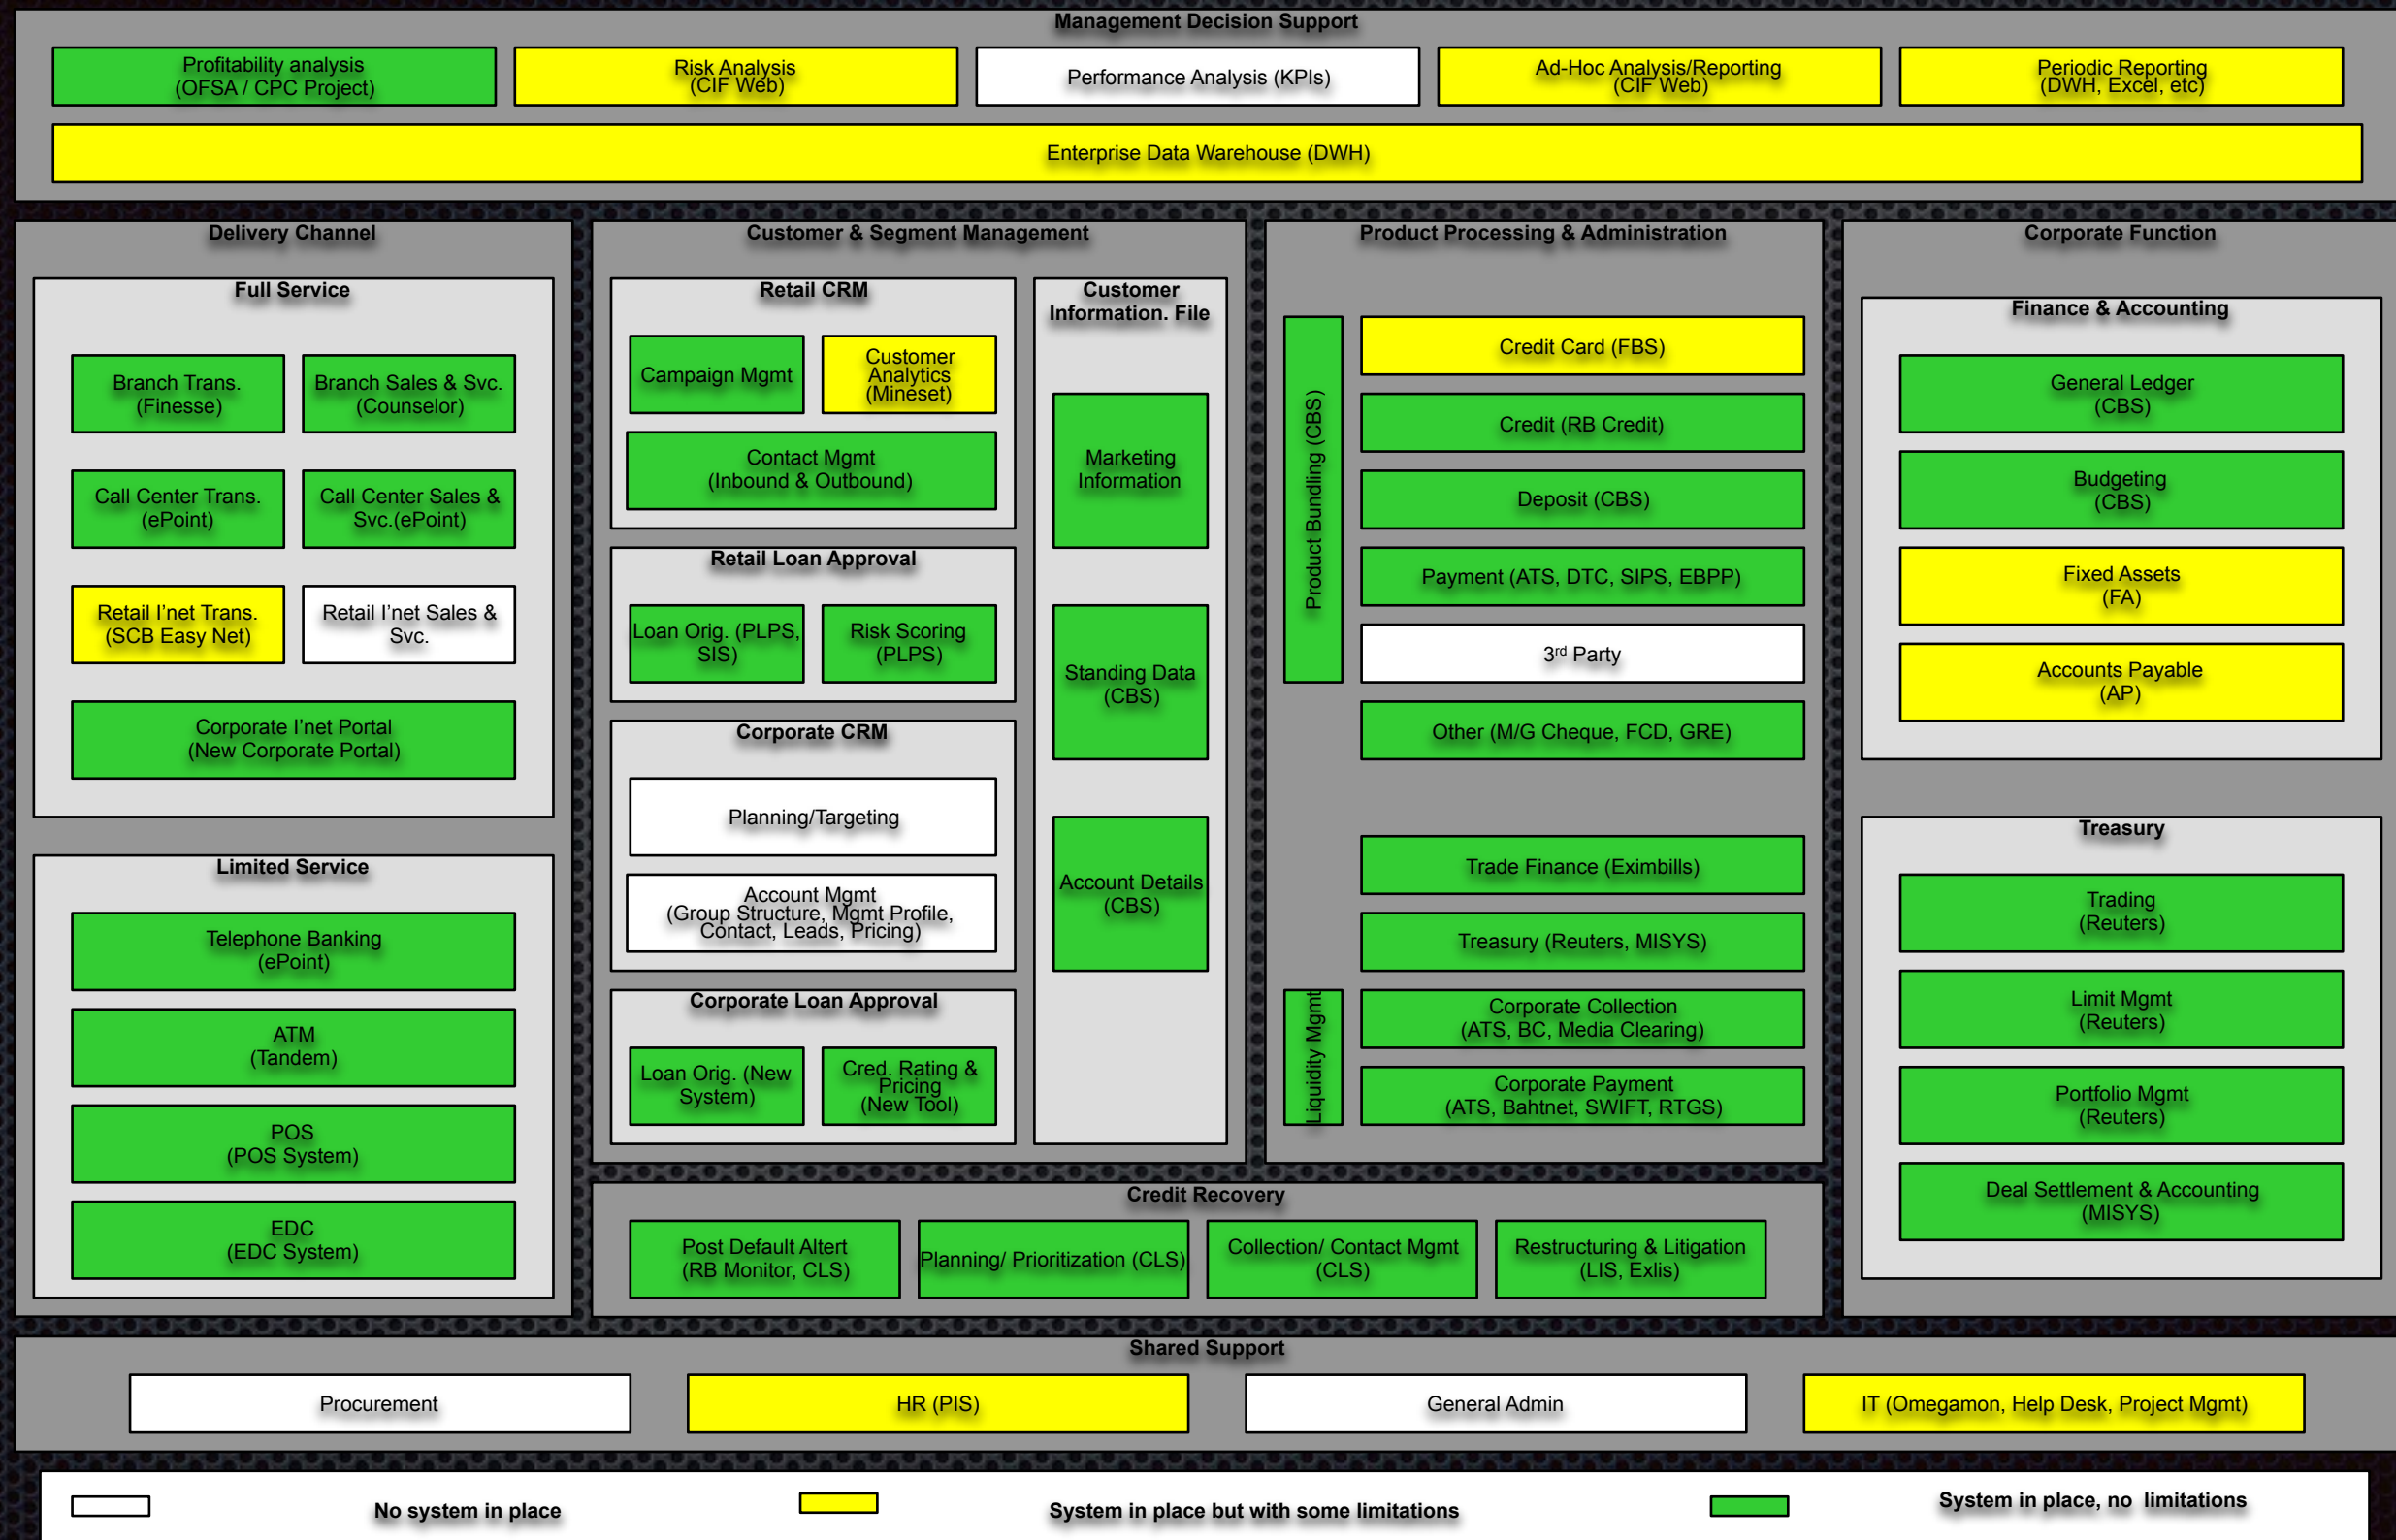 Management Decision Support
Profitability analysis
(OFSA / CPC Project)
Risk Analysis
(CIF Web)
Performance Analysis (KPIs)
Ad-Hoc Analysis/Reporting
(CIF Web)
Periodic Reporting
(DWH, Excel, etc)
Enterprise Data Warehouse (DWH)
Delivery Channel
Full Service
Branch Trans.
(Finesse)
Branch Sales & Svc.
(Counselor)
Call Center Trans.
(ePoint)
Call Center Sales &
Svc.(ePoint)
Retail I’net Trans.
(SCB Easy Net)
Retail I’net Sales &
Svc.
Corporate I’net Portal
(New Corporate Portal)
Limited Service
Telephone Banking
(ePoint)
ATM
(Tandem)
POS
(POS System)
EDC
(EDC System)
Customer & Segment Management
Retail CRM
Campaign Mgmt
Customer
Analytics
(Mineset)
Contact Mgmt
(Inbound & Outbound)
Retail Loan Approval
Loan Orig. (PLPS,
SIS)
Risk Scoring
(PLPS)
Corporate CRM
Planning/Targeting
Account Mgmt
(Group Structure, Mgmt Profile,
Contact, Leads, Pricing)
Corporate Loan Approval
Loan Orig. (New
System)
Cred. Rating &
Pricing
(New Tool)
Customer
Information. File
Marketing
Information
Standing Data
(CBS)
Account Details
(CBS)
Product Processing & Administration
Product Bundling (CBS)
Credit Card (FBS)
Credit (RB Credit)
Deposit (CBS)
Payment (ATS, DTC, SIPS, EBPP)
3rd Party
Other (M/G Cheque, FCD, GRE)
Trade Finance (Eximbills)
Treasury (Reuters, MISYS)
Liquidity Mgmt
Corporate Collection
(ATS, BC, Media Clearing)
Corporate Payment
(ATS, Bahtnet, SWIFT, RTGS)
Corporate Function
Finance & Accounting
General Ledger
(CBS)
Budgeting
(CBS)
Fixed Assets
(FA)
Accounts Payable
(AP)
Treasury
Trading
(Reuters)
Limit Mgmt
(Reuters)
Portfolio Mgmt
(Reuters)
Deal Settlement & Accounting
(MISYS)
Credit Recovery
Post Default Altert
(RB Monitor, CLS)
Planning/ Prioritization (CLS)
Collection/ Contact Mgmt
(CLS)
Restructuring & Litigation
(LIS, Exlis)
Shared Support
Procurement
HR (PIS)
General Admin
IT (Omegamon, Help Desk, Project Mgmt)
No system in place
System in place but with some limitations
System in place, no limitations